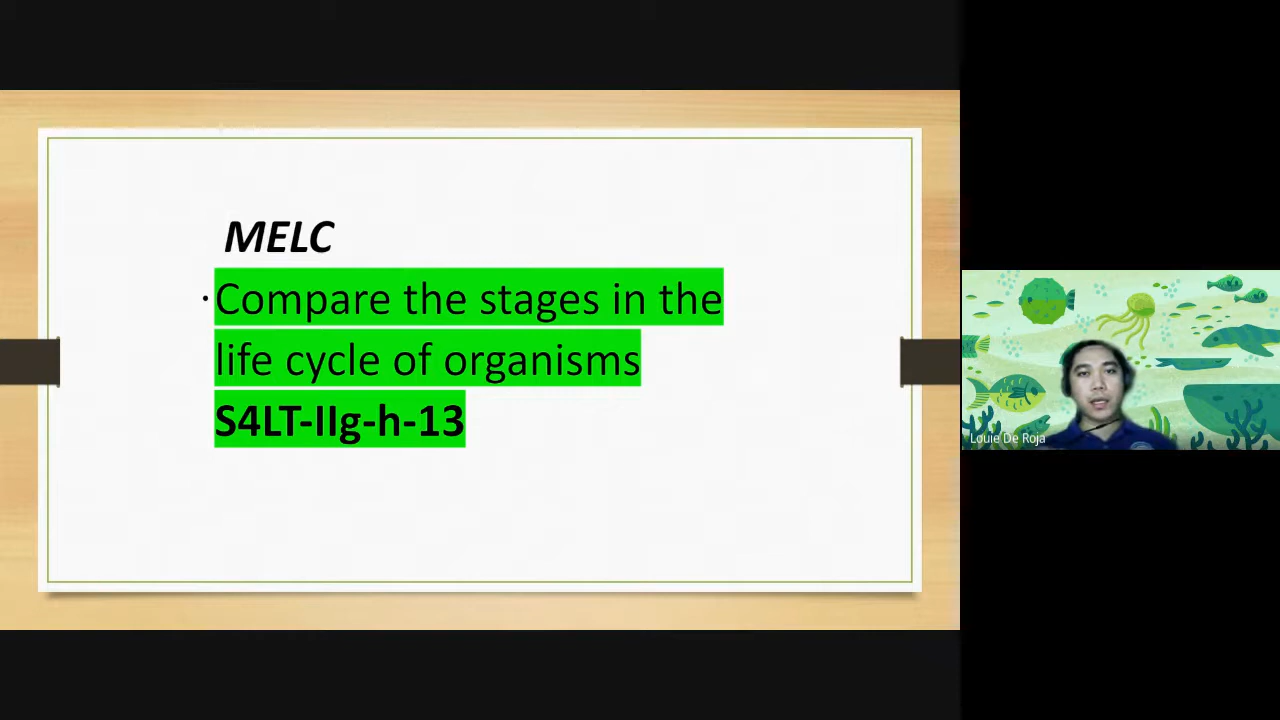 MELC
Compare the stages in the
life cycle of organisms
S4LT-IIg-h-13
Louie De Roja